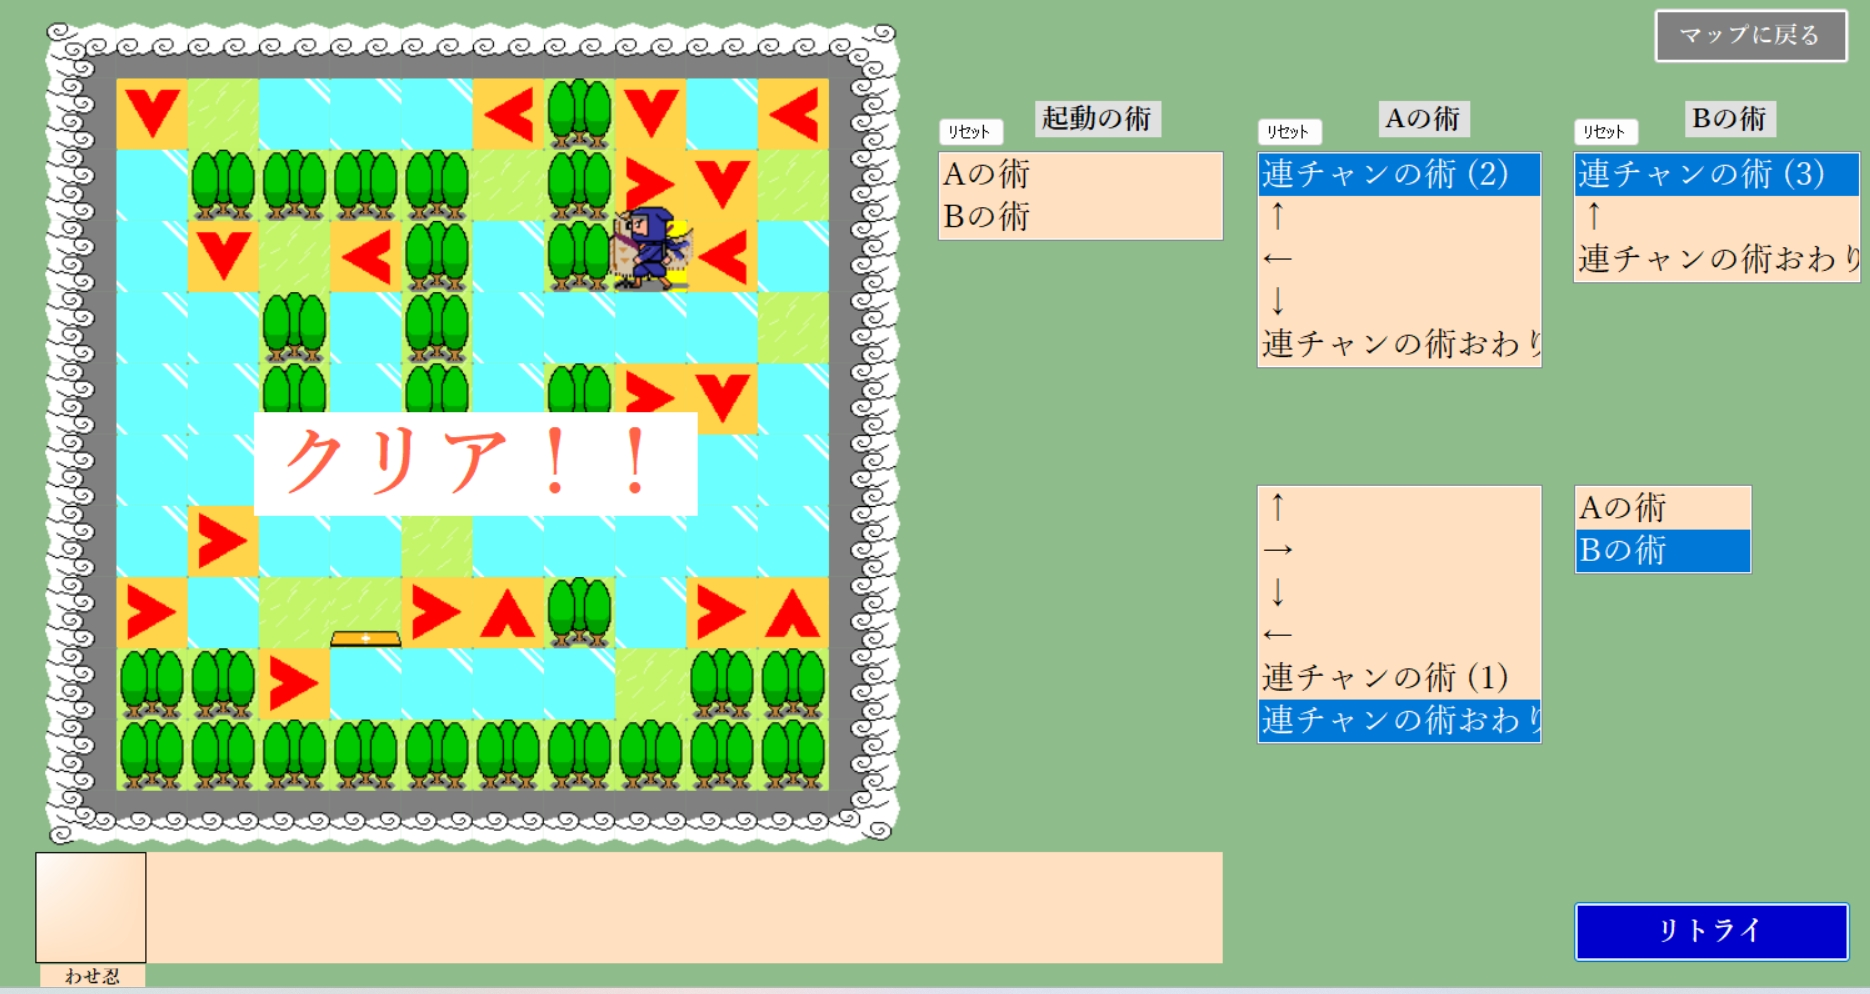 マップに戻る
起動の術
Aの術
Bの術
リセット
リセット
リセット
Aの術
Bの術
連チャンの術 (2)
↑
←
↓
連チャンの術おわり
連チャンの術 (3)
↑
連チャンの術おわり
クリア！！
↑
→
↓
←
連チャンの術 (1)
連チャンの術おわり
Aの術
Bの術
リトライ
わせ忍